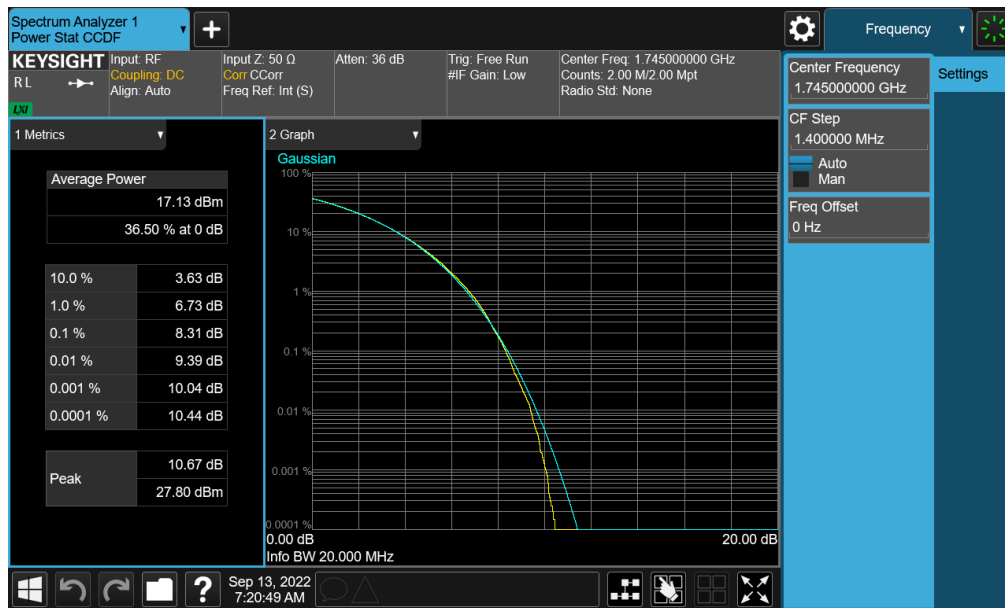 Spectrum Analyzer 1
Power Stat CCDF
Frequency
KEYSIGHT
R L
LXI
Input: RF
Coupling: DC
Align: Auto
Input Z: 50 Ω
Corr CCorr
Freq Ref: Int (S)
Atten: 36 dB
Trig: Free Run
#IF Gain: Low
Center Freq: 1.745000000 GHz
Counts: 2.00 M/2.00 Mpt
Radio Std: None
Center Frequency
1.745000000 GHz
Settings
CF Step
1.400000 MHz
Auto
Man
Freq Offset
0 Hz
1 Metrics
Average Power
17.13 dBm
36.50 % at 0 dB
10.0 % 3.63 dB
1.0 % 6.73 dB
0.1 % 8.31 dB
0.01 % 9.39 dB
0.001 % 10.04 dB
0.0001 % 10.44 dB
Peak
10.67 dB
27.80 dBm
2 Graph
Gaussian
100 %
10 %
1 %
0.1 %
0.01 %
0.001 %
0.0001 %
0.00 dB 20.00 dB
Info BW 20.000 MHz
?
Sep 13, 2022
7:20:49 AM